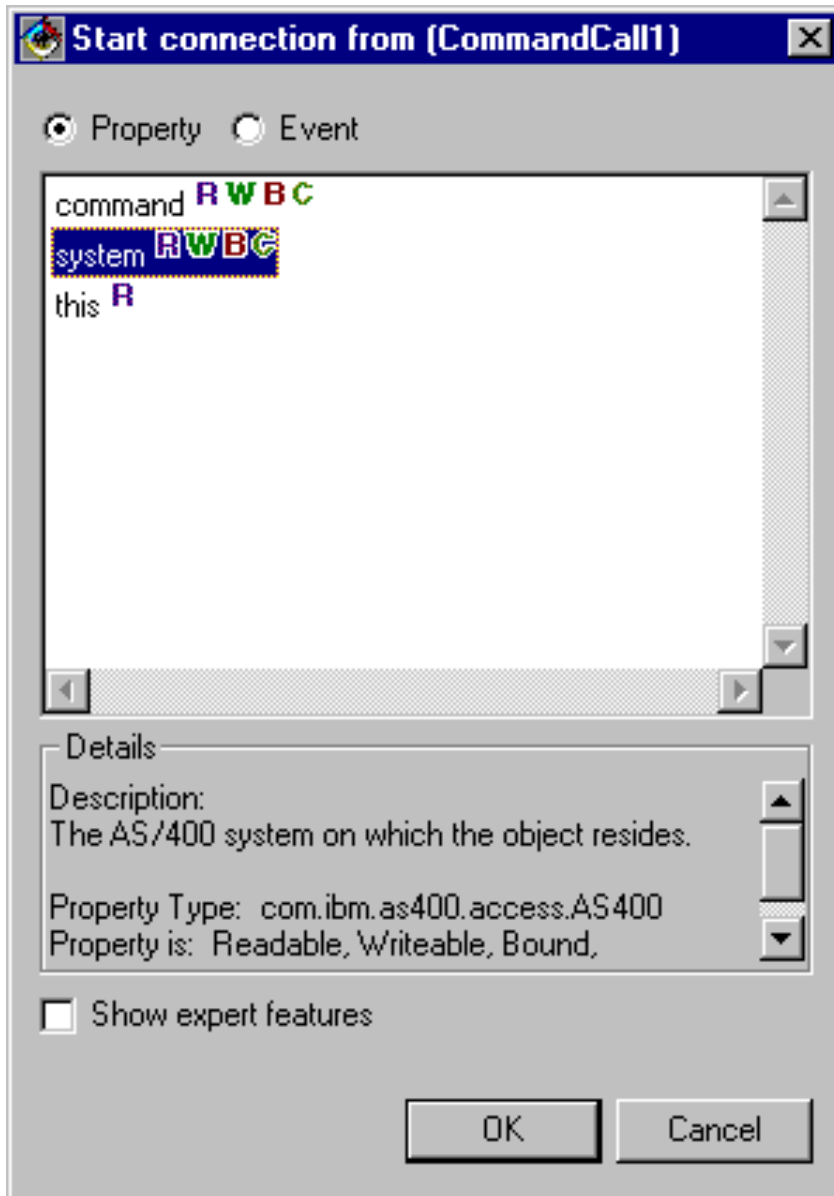 Start connection from (CommandCall1)
Property Event
command R W B C
system R W B C
this R
Details
Description:
The AS/400 system on which the object resides.
Property Type: com.ibm.as400.access.AS400
Property is: Readable, Writeable, Bound,
Show expert features
OK Cancel